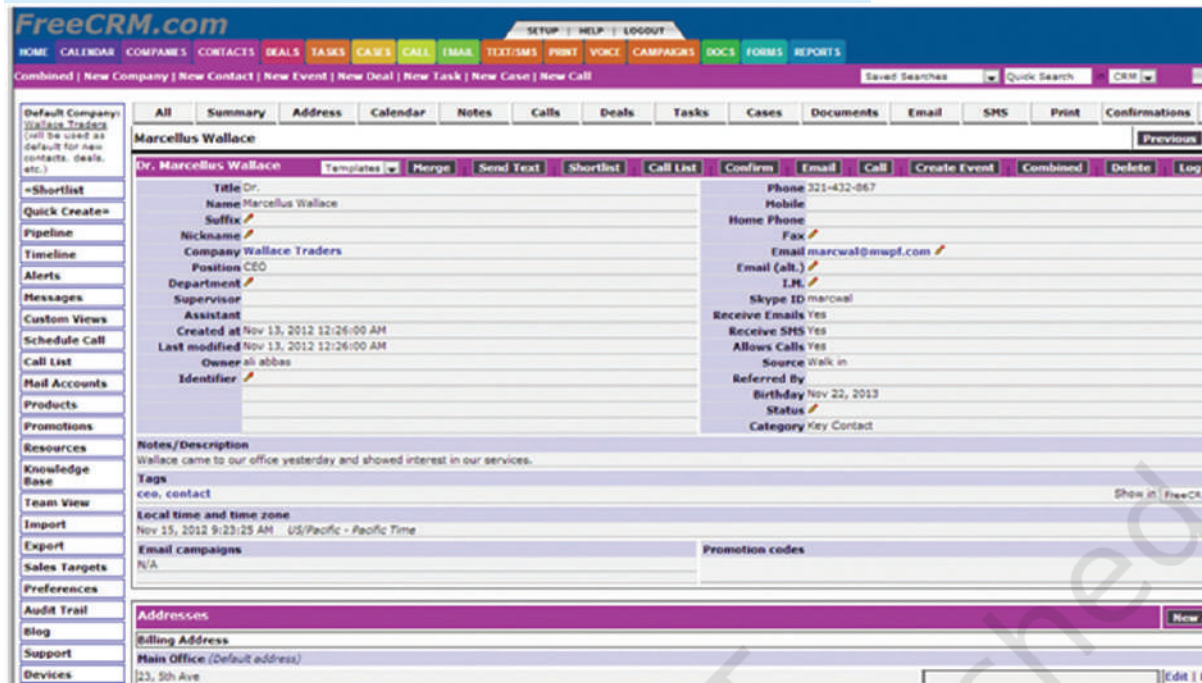 FreeCRM.com
SETUP | HELP | LOGOUT
HOME CALENDAR COMPANIES CONTACTS DEALS TASKS CASES CALL EMAIL TEXT/SMS PRINT VOICE CAMPAIGNS DOCS FORMS REPORTS
Combined | New Company | New Contact | New Event | New Deal | New Task | New Case | New Call Saved Searches Quick Search in CRM
Default Company:
Wallace Traders
(will be used as
default for new
contacts, deals,
etc.)
«Shortlist
Quick Create»
Pipeline
Timeline
Alerts
Messages
Custom Views
Schedule Call
Call List
Mail Accounts
Products
Promotions
Resources
Knowledge
Base
Team View
Import
Export
Sales Targets
Preferences
Audit Trail
Blog
Support
Devices
All Summary Address Calendar Notes Calls Deals Tasks Cases Documents Email SMS Print Confirmations
Marcellus Wallace Previous
Dr. Marcellus Wallace Templates Merge Send Text Shortlist Call List Confirm Email Call Create Event Combined Delete Log
Title Dr.
Name Marcellus Wallace
Suffix
Nickname
Company Wallace Traders
Position CEO
Department
Supervisor
Assistant
Created at Nov 13, 2012 12:26:00 AM
Last modified Nov 13, 2012 12:26:00 AM
Owner ali abbas
Identifier
Phone 321-432-867
Mobile
Home Phone
Fax
Email marcwal@mwpf.com
Email (alt.)
I.M.
Skype ID marcwal
Receive Emails Yes
Receive SMS Yes
Allows Calls Yes
Source Walk in
Referred By
Birthday Nov 22, 2013
Status
Category Key Contact
Notes/Description
Wallace came to our office yesterday and showed interest in our services.
Tags
ceo, contact Show in FreeCR
Local time and time zone
Nov 15, 2012 9:23:25 AM US/Pacific - Pacific Time
Email campaigns Promotion codes
N/A
Addresses New
Billing Address
Main Office (Default address)
23, 5th Ave Edit |